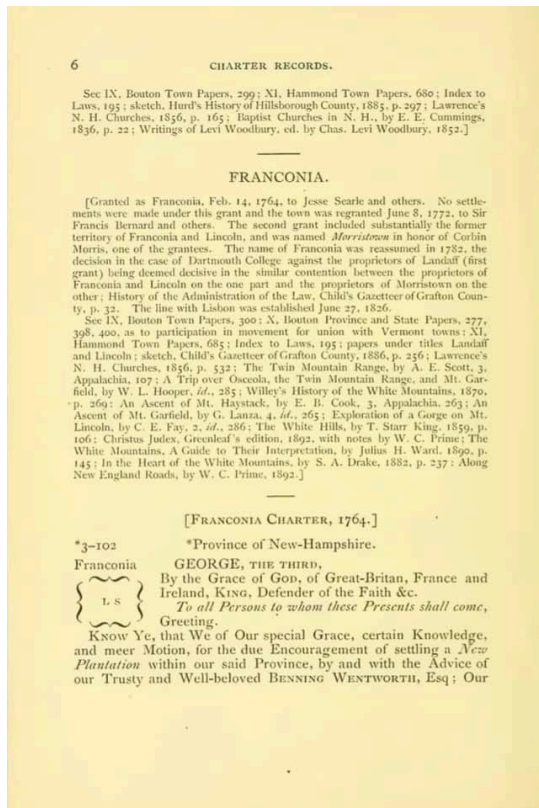 6
CHARTER RECORDS.
See IX, Bouton Town Papers, 299; XI, Hammond Town Papers, 680; Index to
Laws, 195; sketch, Hurd's History of Hillsborough County, 1885, p. 297; Lawrence's
N. H. Churches, 1856, p. 165; Baptist Churches in N. H., by E. E. Cummings,
1836, p. 22; Writings of Levi Woodbury, ed. by Chas. Levi Woodbury, 1852.]
FRANCONIA.
[Granted as Franconia, Feb. 14, 1764, to Jesse Searle and others. No settle-
ments were made under this grant and the town was regranted June 8, 1772, to Sir
Francis Bernard and others. The second grant included substantially the former
territory of Franconia and Lincoln, and was named Morristown in honor of Corbin
Morris, one of the grantees. The name of Franconia was reassumed in 1782, the
decision in the case of Dartmouth College against the proprietors of Landaff (first
grant) being deemed decisive in the similar contention between the proprietors of
Franconia and Lincoln on the one part and the proprietors of Morristown on the
other; History of the Administration of the Law, Child's Gazetteer of Grafton Coun-
ty, p. 32. The line with Lisbon was established June 27, 1826.
See IX, Bouton Town Papers, 300; X, Bouton Province and State Papers, 277,
398, 400, as to participation in movement for union with Vermont towns; XI,
Hammond Town Papers, 685; Index to Laws, 195; papers under titles Landaff
and Lincoln; sketch, Child's Gazetteer of Grafton County, 1886, p. 256; Lawrence's
N. H. Churches, 1856, p. 532; The Twin Mountain Range, by A. E. Scott, 3,
Appalachia, 107; A Trip over Osceola, the Twin Mountain Range, and Mt. Gar-
field, by W. L. Hooper, id., 285; Willey's History of the White Mountains, 1870,
p. 269; An Ascent of Mt. Haystack, by E. B. Cook, 3, Appalachia, 263; An
Ascent of Mt. Garfield, by G. Lanza, 4, id., 265; Exploration of a Gorge on Mt.
Lincoln, by C. E. Fay, 2, id., 286; The White Hills, by T. Starr King, 1859, p.
106; Christus Judex, Greenleaf's edition, 1892, with notes by W. C. Prime; The
White Mountains, A Guide to Their Interpretation, by Julius H. Ward, 1890, p.
145; In the Heart of the White Mountains, by S. A. Drake, 1882, p. 237; Along
New England Roads, by W. C. Prime, 1892.]
[FRANCONIA CHARTER, 1764.]
*3-102
*Province of New-Hampshire.
Franconia
GEORGE, THE THIRD,
L S
By the Grace of GOD, of Great-Britan, France and
Ireland, KING, Defender of the Faith &c.
To all Persons to whom these Presents shall come,
Greeting.
KNOW YE, that We of Our special Grace, certain Knowledge,
and meer Motion, for the due Encouragement of settling a New
Plantation within our said Province, by and with the Advice of
our Trusty and Well-beloved BENNING WENTWORTH, Esq; Our